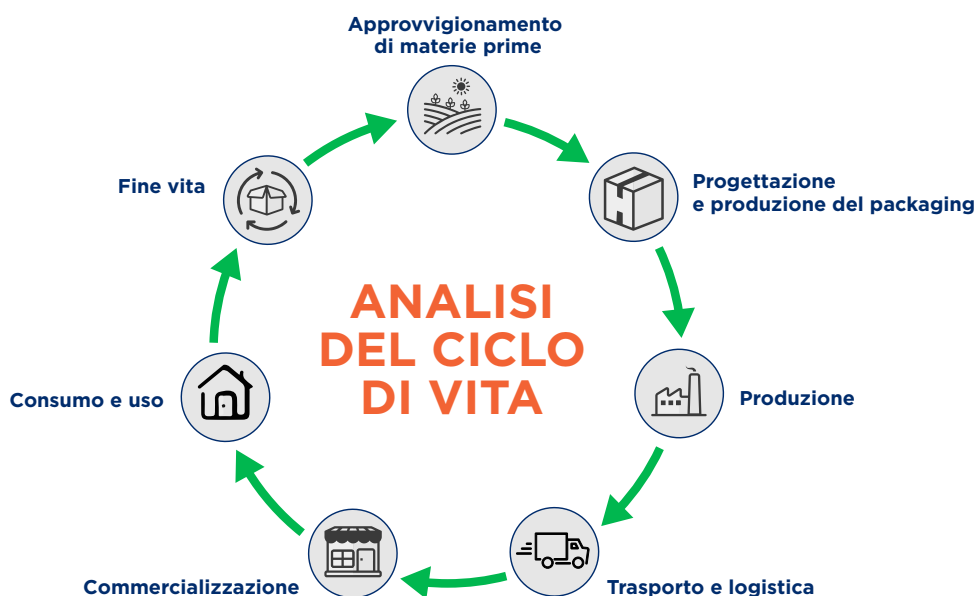 Approvvigionamento
di materie prime
Progettazione
e produzione del packaging
Produzione
Trasporto e logistica
Commercializzazione
Consumo e uso
Fine vita
ANALISI
DEL CICLO
DI VITA